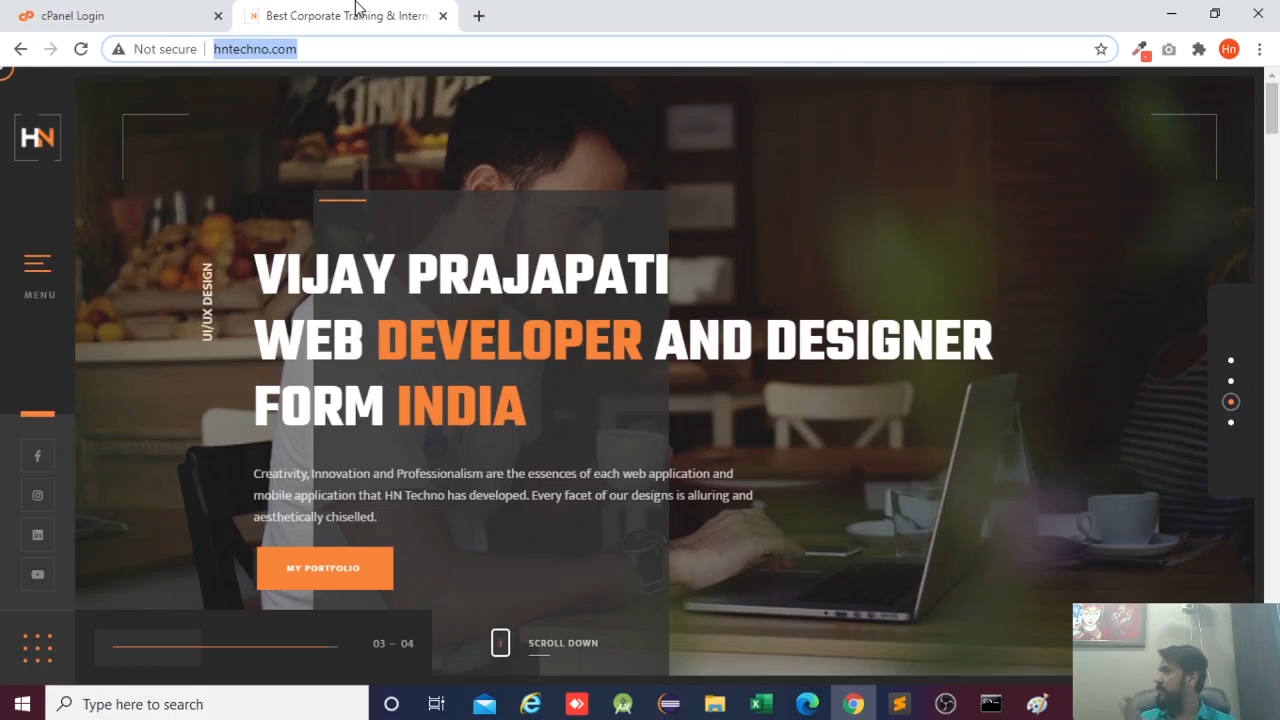 cPanel Login
Best Corporate Training & Intern
Not secure
hntechno.com
Hn
HN
MENU
UI/UX DESIGN
VIJAY PRAJAPATI
WEB DEVELOPER AND DESIGNER
FORM INDIA
Creativity, Innovation and Professionalism are the essences of each web application and
mobile application that HN Techno has developed. Every facet of our designs is alluring and
aesthetically chiselled.
MY PORTFOLIO
03 – 04
SCROLL DOWN
Type here to search